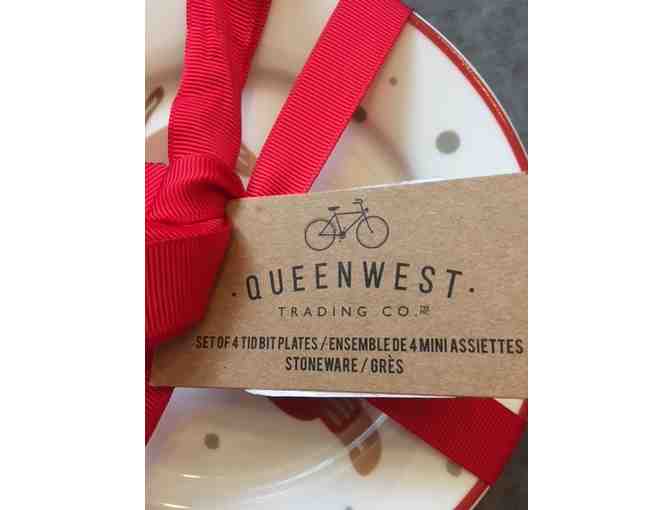 ·QUEENWEST·
TRADING CO.
SET OF 4 TID BIT PLATES / ENSEMBLE DE 4 MINI ASSIETTES
STONEWARE / GRÈS